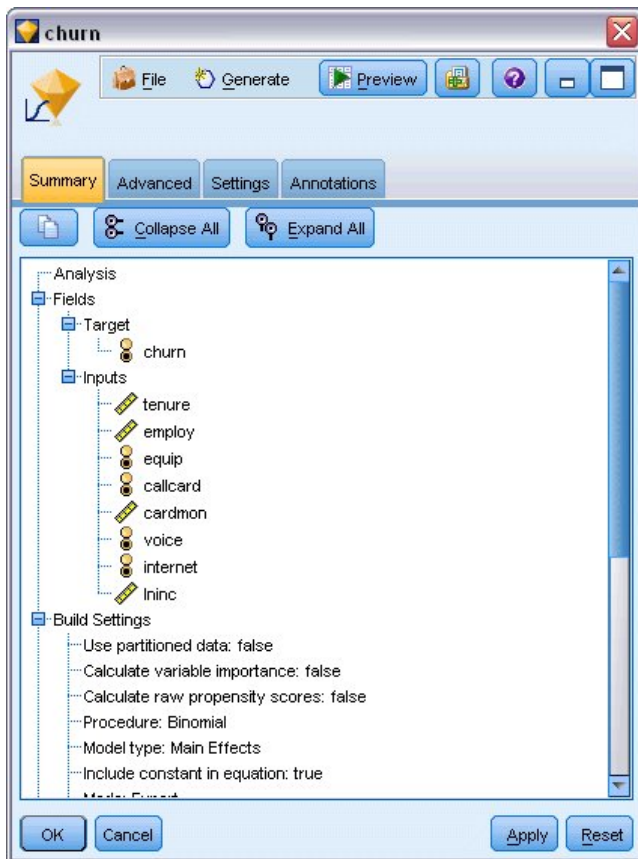 churn
File Generate Preview
Summary Advanced Settings Annotations
Collapse All Expand All
Analysis
Fields
Target
churn
Inputs
tenure
employ
equip
callcard
cardmon
voice
internet
lninc
Build Settings
Use partitioned data: false
Calculate variable importance: false
Calculate raw propensity scores: false
Procedure: Binomial
Model type: Main Effects
Include constant in equation: true
Mode: Expert
OK Cancel Apply Reset